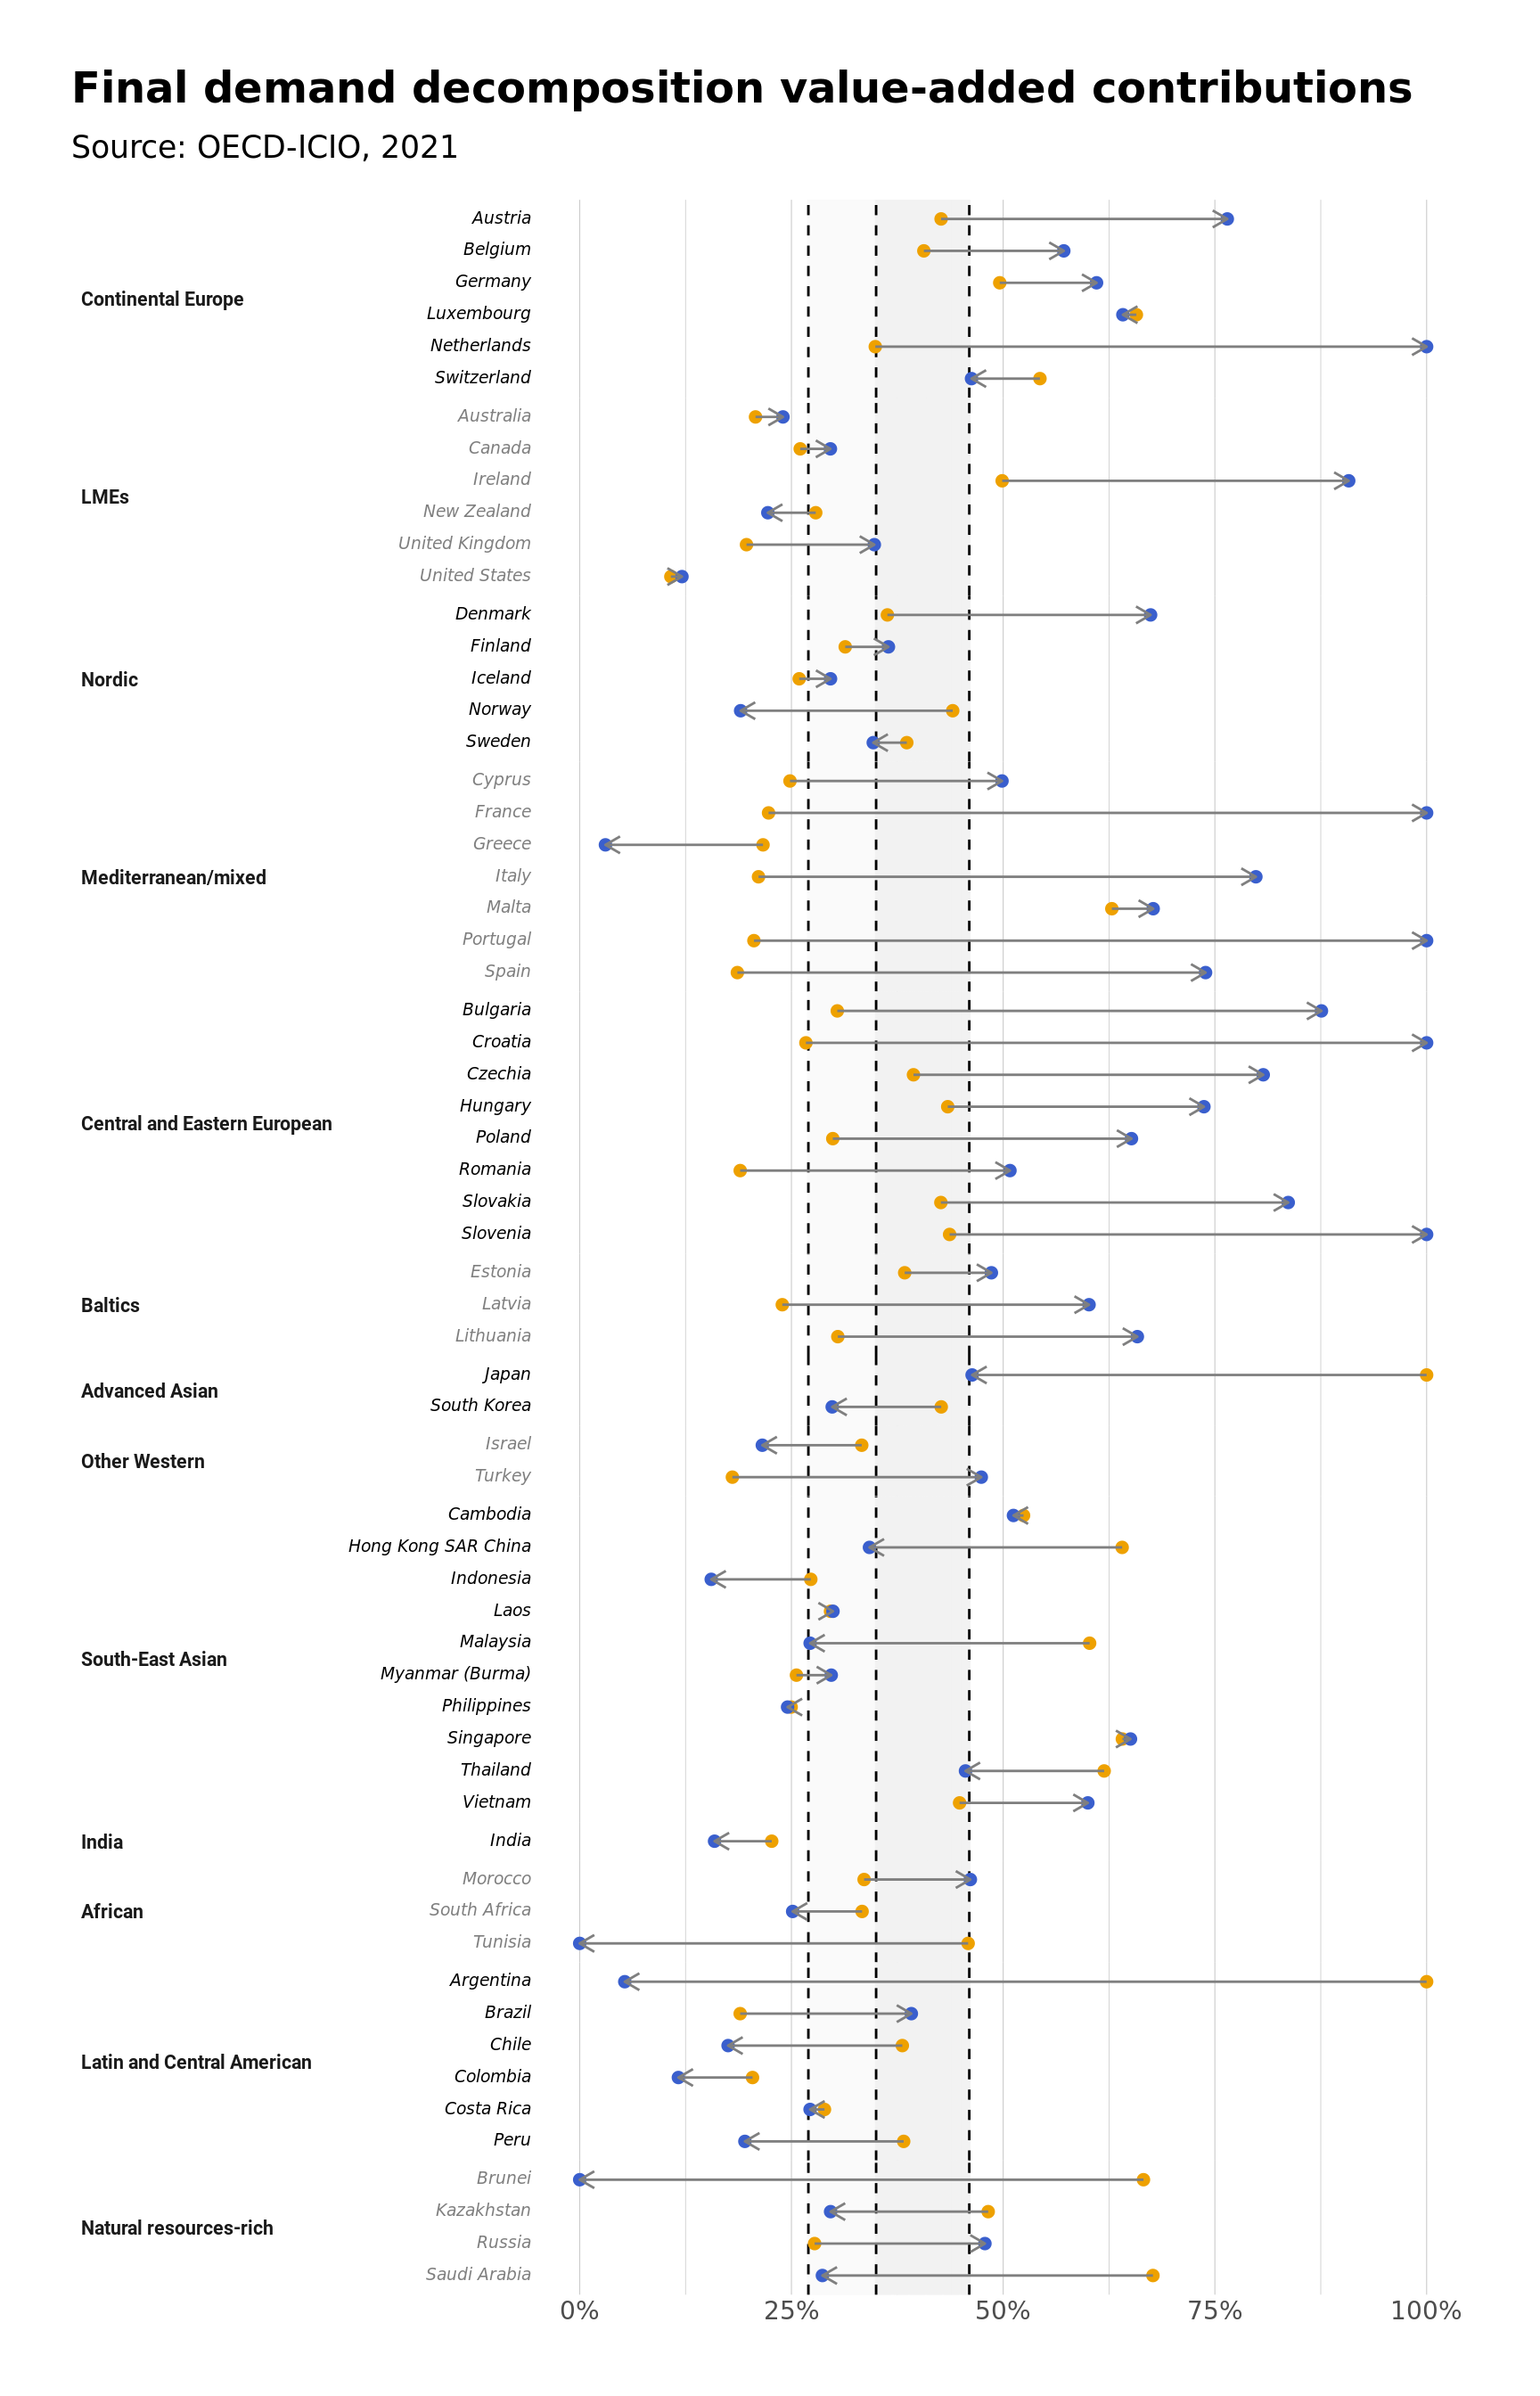 Final demand decomposition value-added contributions
Source: OECD-ICIO, 2021
Continental Europe
Austria
Belgium
Germany
Luxembourg
Netherlands
Switzerland
LMEs
Australia
Canada
Ireland
New Zealand
United Kingdom
United States
Nordic
Denmark
Finland
Iceland
Norway
Sweden
Mediterranean/mixed
Cyprus
France
Greece
Italy
Malta
Portugal
Spain
Central and Eastern European
Bulgaria
Croatia
Czechia
Hungary
Poland
Romania
Slovakia
Slovenia
Baltics
Estonia
Latvia
Lithuania
Advanced Asian
Japan
South Korea
Other Western
Israel
Turkey
South-East Asian
Cambodia
Hong Kong SAR China
Indonesia
Laos
Malaysia
Myanmar (Burma)
Philippines
Singapore
Thailand
Vietnam
India
India
African
Morocco
South Africa
Tunisia
Latin and Central American
Argentina
Brazil
Chile
Colombia
Costa Rica
Peru
Natural resources-rich
Brunei
Kazakhstan
Russia
Saudi Arabia
0% 25% 50% 75% 100%